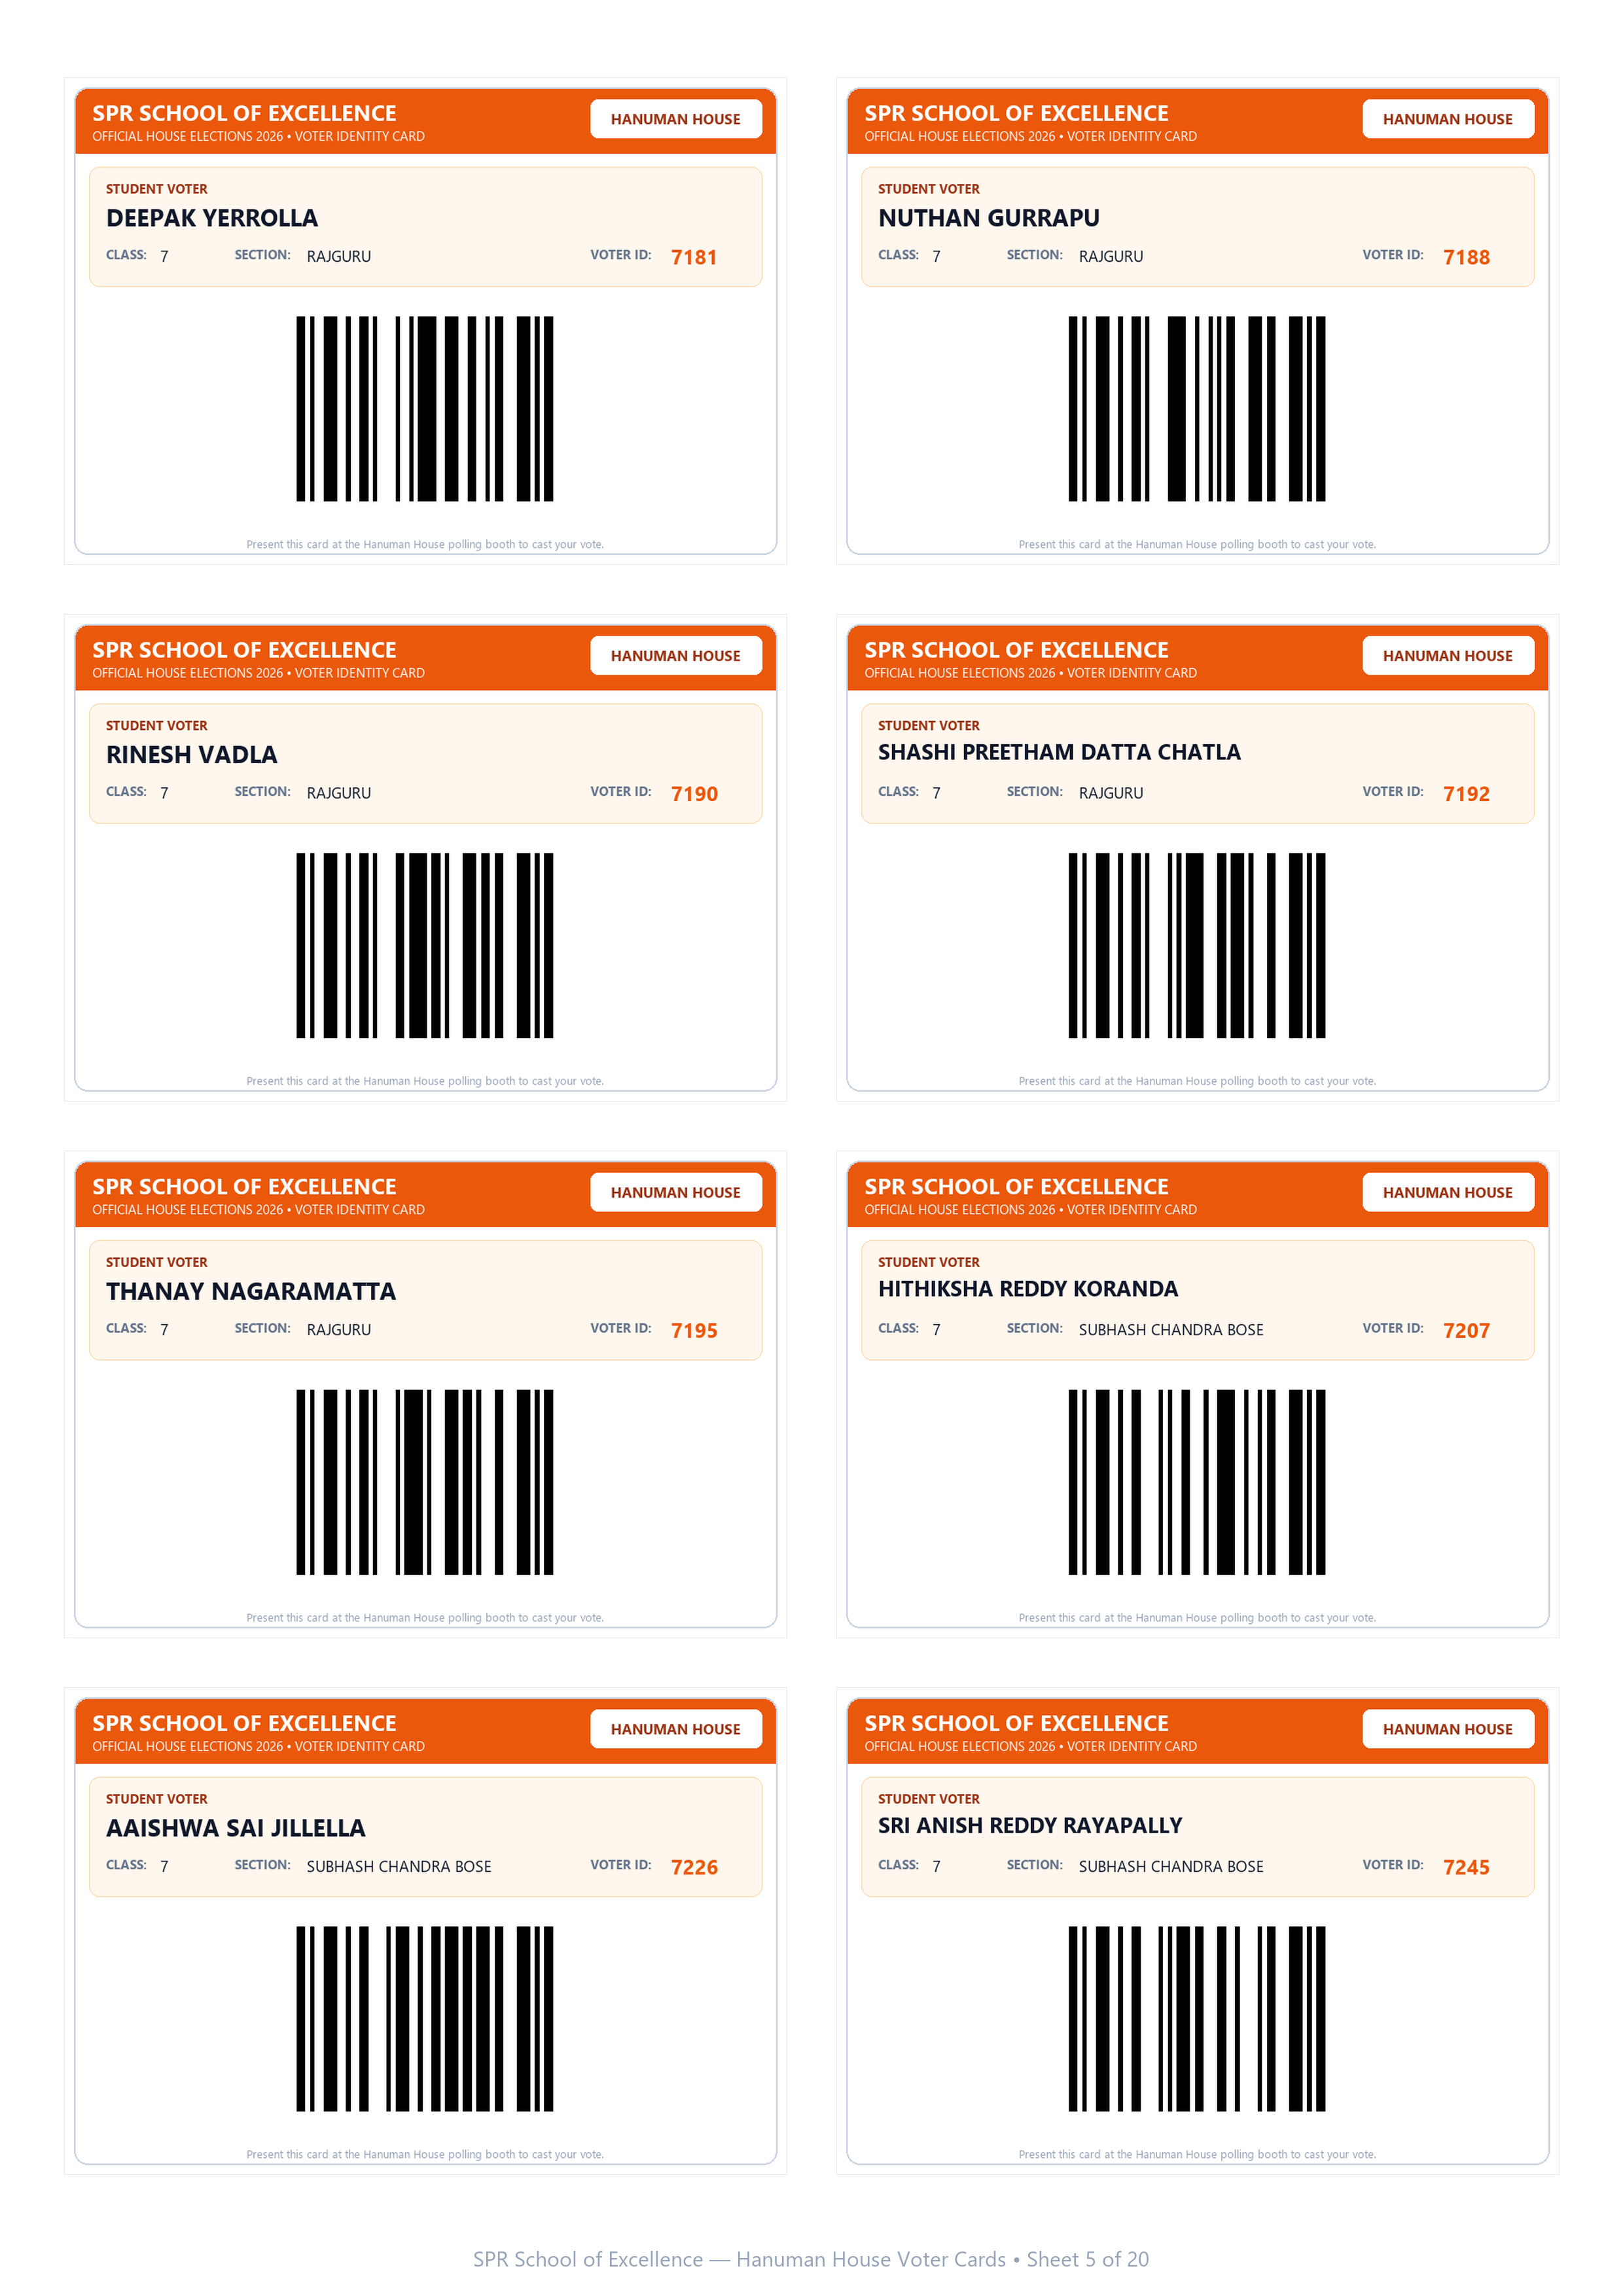 SPR SCHOOL OF EXCELLENCE
OFFICIAL HOUSE ELECTIONS 2026 • VOTER IDENTITY CARD
HANUMAN HOUSE
STUDENT VOTER
DEEPAK YERROLLA
CLASS: 7 SECTION: RAJGURU VOTER ID: 7181
Present this card at the Hanuman House polling booth to cast your vote.
SPR SCHOOL OF EXCELLENCE
OFFICIAL HOUSE ELECTIONS 2026 • VOTER IDENTITY CARD
HANUMAN HOUSE
STUDENT VOTER
NUTHAN GURRAPU
CLASS: 7 SECTION: RAJGURU VOTER ID: 7188
Present this card at the Hanuman House polling booth to cast your vote.
SPR SCHOOL OF EXCELLENCE
OFFICIAL HOUSE ELECTIONS 2026 • VOTER IDENTITY CARD
HANUMAN HOUSE
STUDENT VOTER
RINESH VADLA
CLASS: 7 SECTION: RAJGURU VOTER ID: 7190
Present this card at the Hanuman House polling booth to cast your vote.
SPR SCHOOL OF EXCELLENCE
OFFICIAL HOUSE ELECTIONS 2026 • VOTER IDENTITY CARD
HANUMAN HOUSE
STUDENT VOTER
SHASHI PREETHAM DATTA CHATLA
CLASS: 7 SECTION: RAJGURU VOTER ID: 7192
Present this card at the Hanuman House polling booth to cast your vote.
SPR SCHOOL OF EXCELLENCE
OFFICIAL HOUSE ELECTIONS 2026 • VOTER IDENTITY CARD
HANUMAN HOUSE
STUDENT VOTER
THANAY NAGARAMATTA
CLASS: 7 SECTION: RAJGURU VOTER ID: 7195
Present this card at the Hanuman House polling booth to cast your vote.
SPR SCHOOL OF EXCELLENCE
OFFICIAL HOUSE ELECTIONS 2026 • VOTER IDENTITY CARD
HANUMAN HOUSE
STUDENT VOTER
HITHIKSHA REDDY KORANDA
CLASS: 7 SECTION: SUBHASH CHANDRA BOSE VOTER ID: 7207
Present this card at the Hanuman House polling booth to cast your vote.
SPR SCHOOL OF EXCELLENCE
OFFICIAL HOUSE ELECTIONS 2026 • VOTER IDENTITY CARD
HANUMAN HOUSE
STUDENT VOTER
AAISHWA SAI JILLELLA
CLASS: 7 SECTION: SUBHASH CHANDRA BOSE VOTER ID: 7226
Present this card at the Hanuman House polling booth to cast your vote.
SPR SCHOOL OF EXCELLENCE
OFFICIAL HOUSE ELECTIONS 2026 • VOTER IDENTITY CARD
HANUMAN HOUSE
STUDENT VOTER
SRI ANISH REDDY RAYAPALLY
CLASS: 7 SECTION: SUBHASH CHANDRA BOSE VOTER ID: 7245
Present this card at the Hanuman House polling booth to cast your vote.
SPR School of Excellence — Hanuman House Voter Cards • Sheet 5 of 20